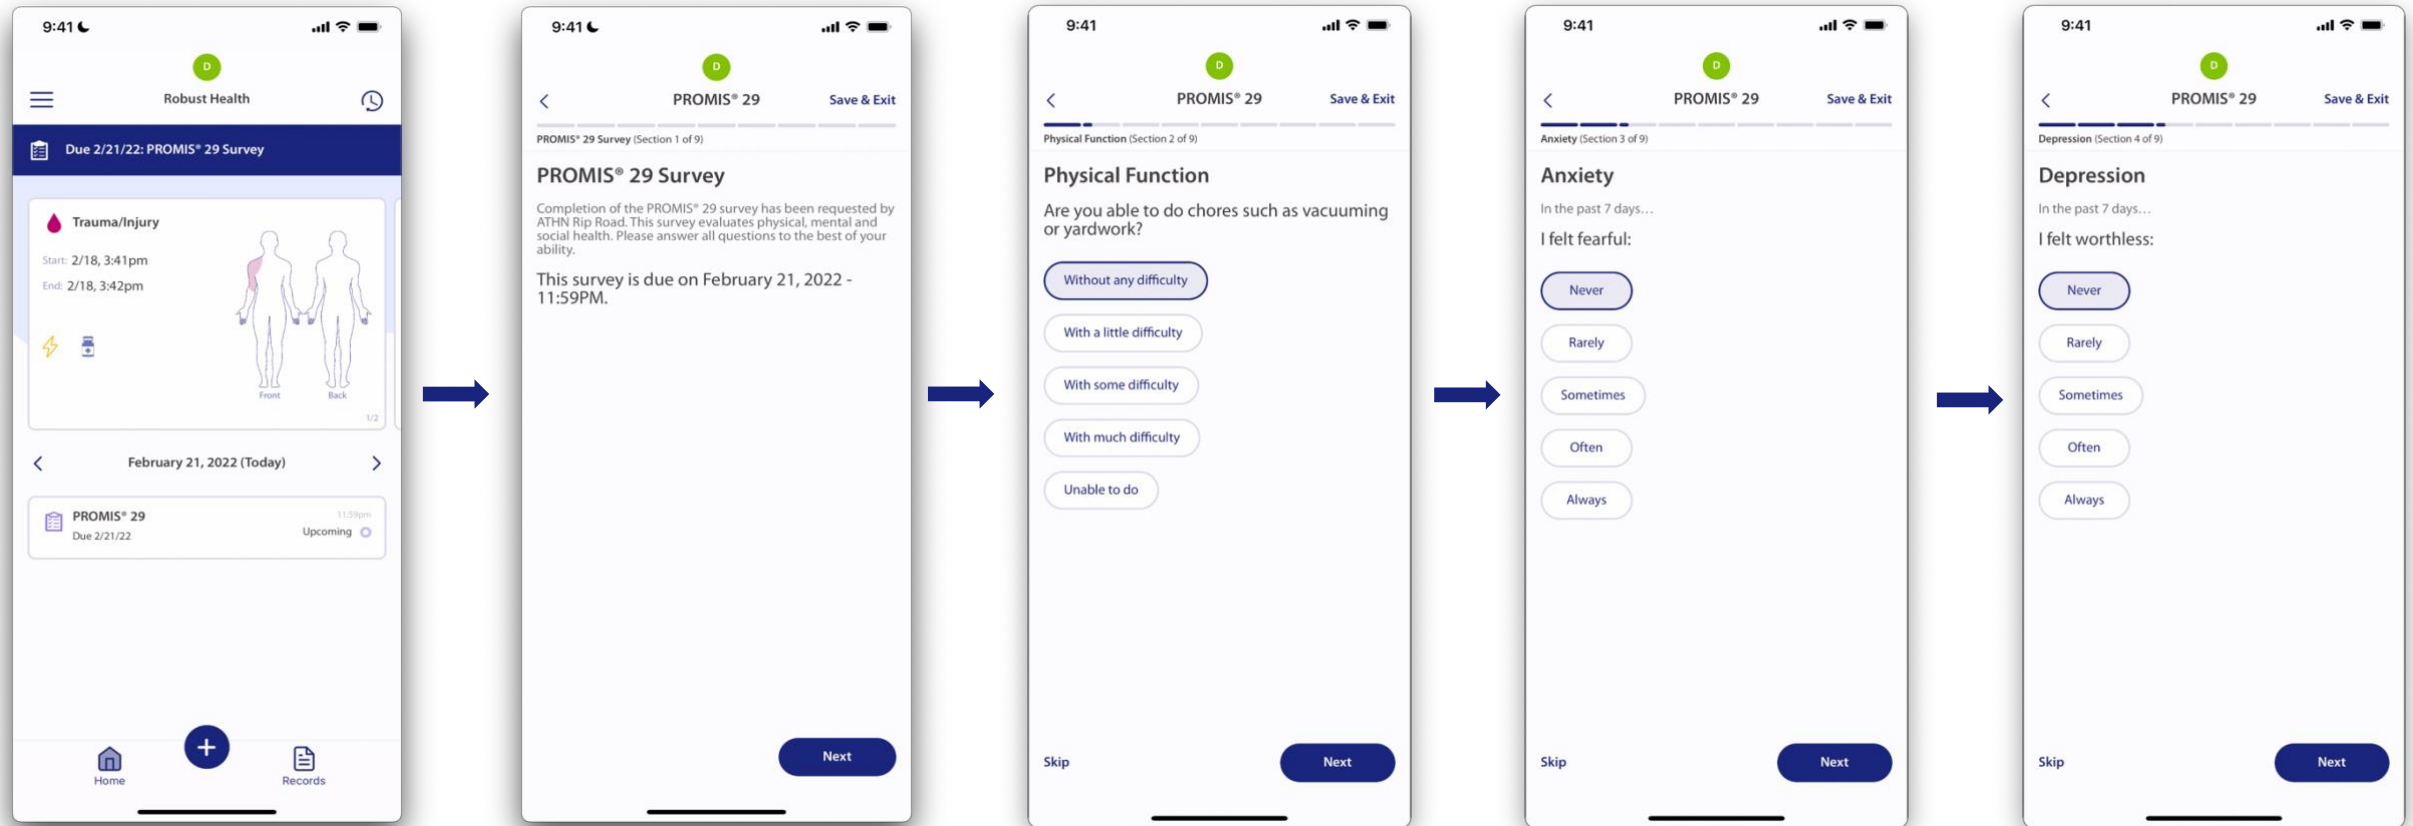 9:41
D
Robust Health
Due 2/21/22: PROMIS® 29 Survey
Trauma/Injury
Start: 2/18, 3:41pm
End: 2/18, 3:42pm
Front
Back
1/2
February 21, 2022 (Today)
PROMIS® 29
11:59pm
Due 2/21/22
Upcoming
Home
Records
9:41
D
PROMIS® 29
Save & Exit
PROMIS® 29 Survey (Section 1 of 9)
PROMIS® 29 Survey
Completion of the PROMIS® 29 survey has been requested by
ATHN Rip Road. This survey evaluates physical, mental and
social health. Please answer all questions to the best of your
ability.
This survey is due on February 21, 2022 -
11:59PM.
Next
9:41
D
PROMIS® 29
Save & Exit
Physical Function (Section 2 of 9)
Physical Function
Are you able to do chores such as vacuuming
or yardwork?
Without any difficulty
With a little difficulty
With some difficulty
With much difficulty
Unable to do
Skip
Next
9:41
D
PROMIS® 29
Save & Exit
Anxiety (Section 3 of 9)
Anxiety
In the past 7 days...
I felt fearful:
Never
Rarely
Sometimes
Often
Always
Skip
Next
9:41
D
PROMIS® 29
Save & Exit
Depression (Section 4 of 9)
Depression
In the past 7 days...
I felt worthless:
Never
Rarely
Sometimes
Often
Always
Skip
Next